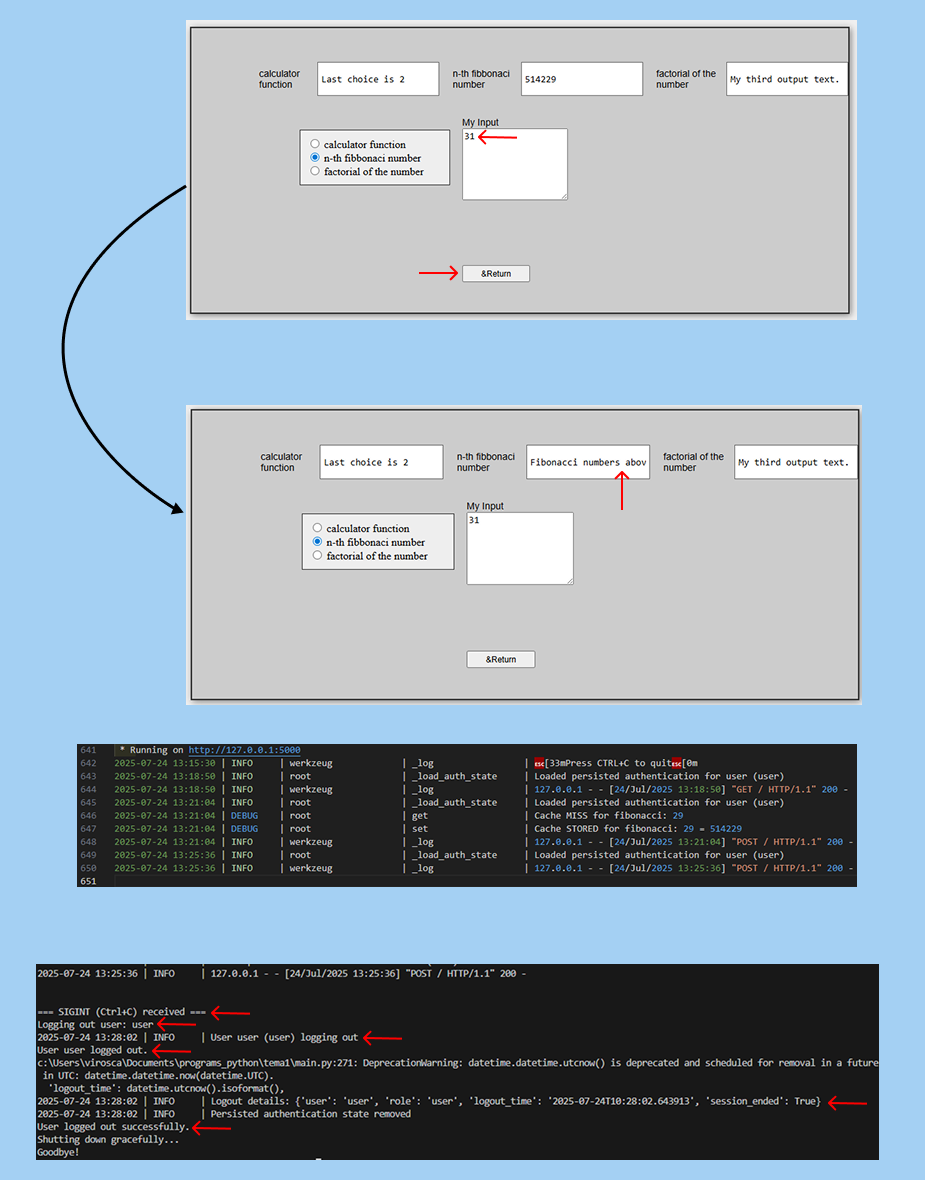 calculator function
Last choice is 2
n-th fibbonaci number
514229
factorial of the number
My third output text.
My Input
31
calculator function
n-th fibbonaci number
factorial of the number
&Return
calculator function
Last choice is 2
n-th fibbonaci number
Fibonacci numbers abov
factorial of the number
My third output text.
My Input
31
calculator function
n-th fibbonaci number
factorial of the number
&Return
641 * Running on http://127.0.0.1:5000
642 2025-07-24 13:15:30 | INFO | werkzeug | _log | ESC[33mPress CTRL+C to quitESC[0m
643 2025-07-24 13:18:50 | INFO | root | _load_auth_state | Loaded persisted authentication for user (user)
644 2025-07-24 13:18:50 | INFO | werkzeug | _log | 127.0.0.1 - - [24/Jul/2025 13:18:50] "GET / HTTP/1.1" 200 -
645 2025-07-24 13:21:04 | INFO | root | _load_auth_state | Loaded persisted authentication for user (user)
646 2025-07-24 13:21:04 | DEBUG | root | get | Cache MISS for fibonacci: 29
647 2025-07-24 13:21:04 | DEBUG | root | set | Cache STORED for fibonacci: 29 = 514229
648 2025-07-24 13:21:04 | INFO | werkzeug | _log | 127.0.0.1 - - [24/Jul/2025 13:21:04] "POST / HTTP/1.1" 200 -
649 2025-07-24 13:25:36 | INFO | root | _load_auth_state | Loaded persisted authentication for user (user)
650 2025-07-24 13:25:36 | INFO | werkzeug | _log | 127.0.0.1 - - [24/Jul/2025 13:25:36] "POST / HTTP/1.1" 200 -
651
2025-07-24 13:25:36 | INFO | 127.0.0.1 - - [24/Jul/2025 13:25:36] "POST / HTTP/1.1" 200 -
=== SIGINT (Ctrl+C) received ===
Logging out user: user
2025-07-24 13:28:02 | INFO | User user (user) logging out
User user logged out.
c:\Users\virosca\Documents\programs_python\tema1\main.py:271: DeprecationWarning: datetime.datetime.utcnow() is deprecated and scheduled for removal in a future
in UTC: datetime.datetime.now(datetime.UTC).
'logout_time': datetime.utcnow().isoformat(),
2025-07-24 13:28:02 | INFO | Logout details: {'user': 'user', 'role': 'user', 'logout_time': '2025-07-24T10:28:02.643913', 'session_ended': True}
2025-07-24 13:28:02 | INFO | Persisted authentication state removed
User logged out successfully.
Shutting down gracefully...
Goodbye!